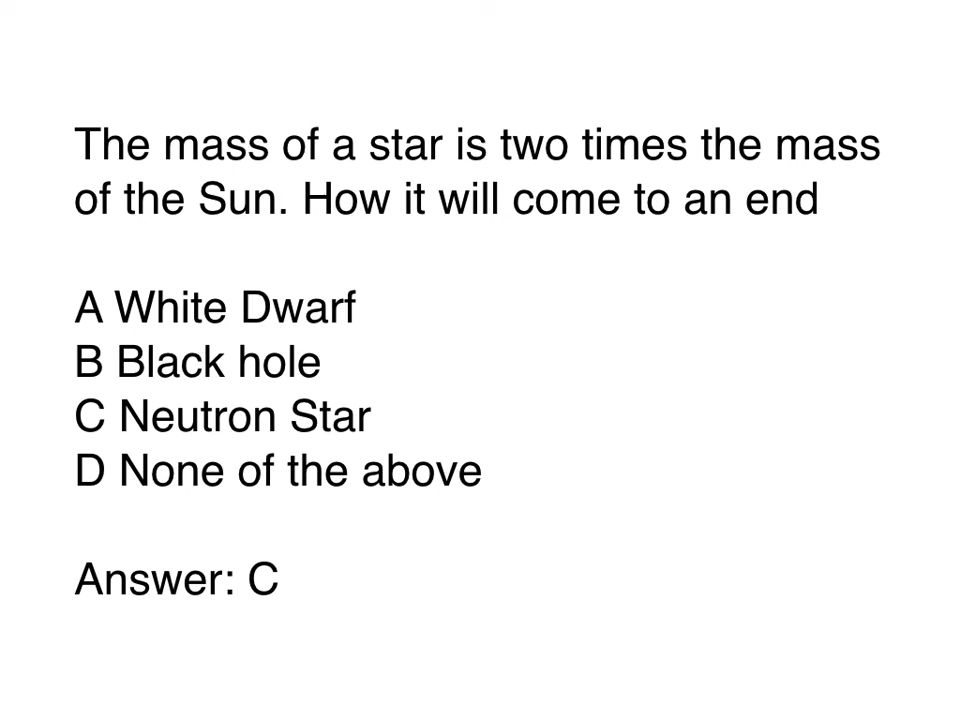 The mass of a star is two times the mass
of the Sun. How it will come to an end
A White Dwarf
B Black hole
C Neutron Star
D None of the above
Answer: C